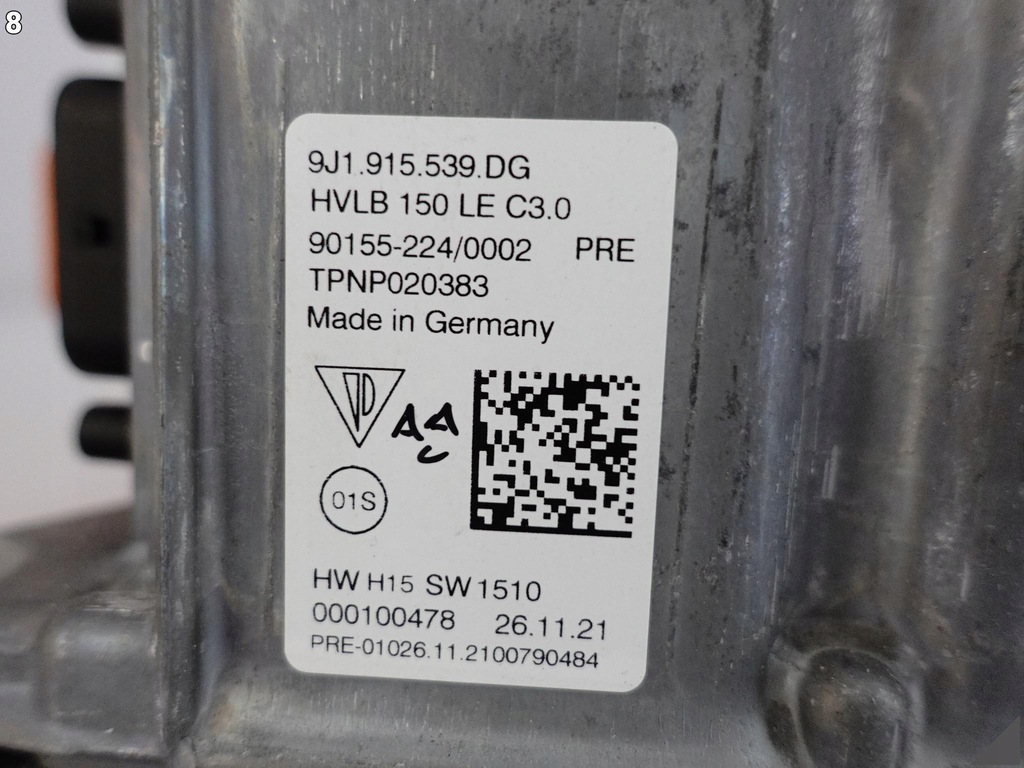 8
9J1.915.539.DG
HVLB 150 LE C3.0
90155-224/0002 PRE
TPNP020383
Made in Germany
AA
C
01S
HW H15 SW 1510
000100478 26.11.21
PRE-01026.11.2100790484